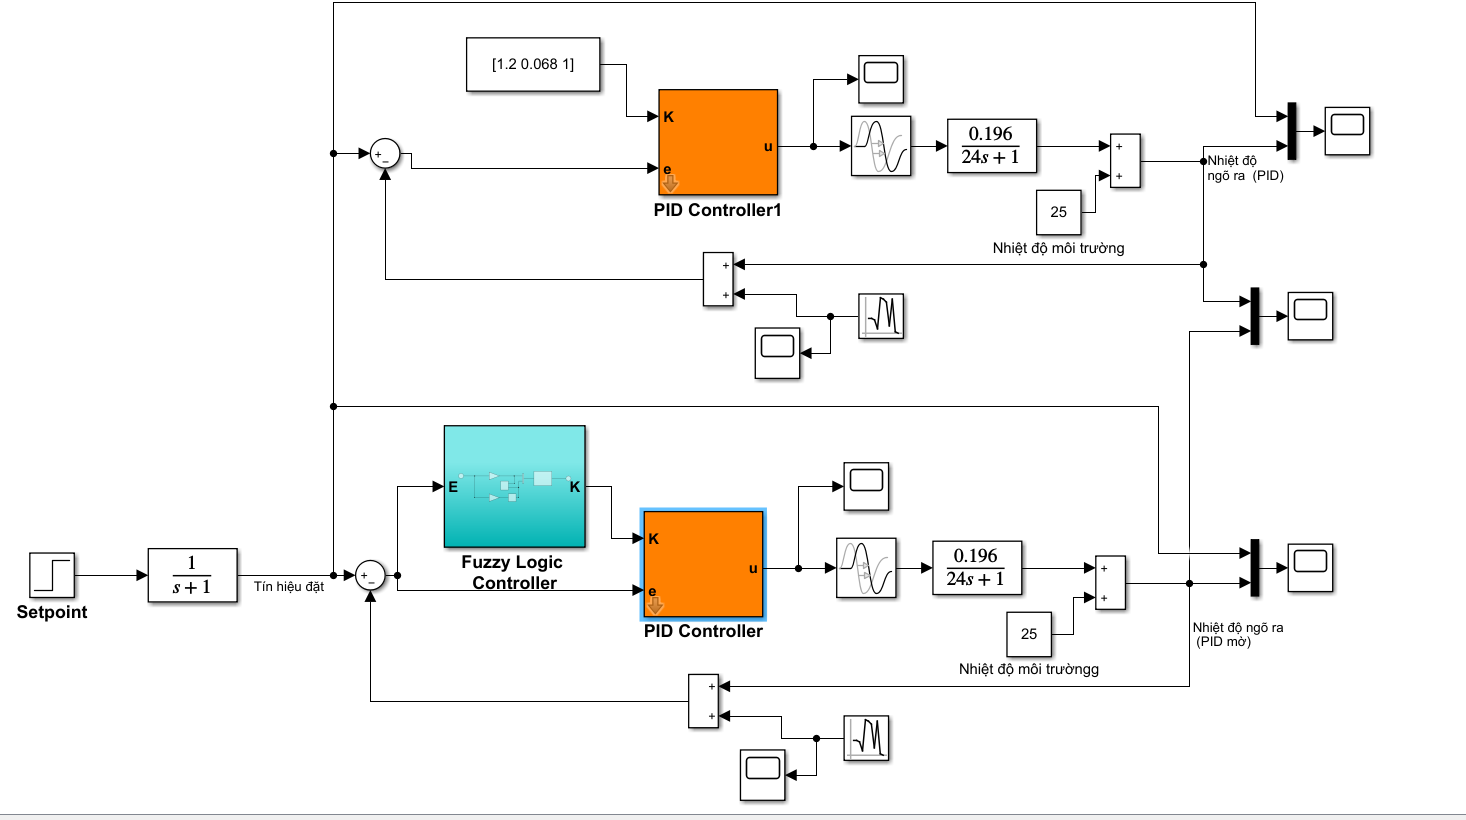 [1.2 0.068 1]
K
e
u
PID Controller1
0.196
24s + 1
+
+
25
Nhiệt độ môi trường
Nhiệt độ
ngõ ra (PID)
+
−
+
+
E
K
Fuzzy Logic
Controller
K
e
u
PID Controller
0.196
24s + 1
+
+
25
Nhiệt độ môi trườngg
Nhiệt độ ngõ ra
(PID mờ)
Setpoint
1
s + 1
Tín hiệu đặt
+
−
+
+